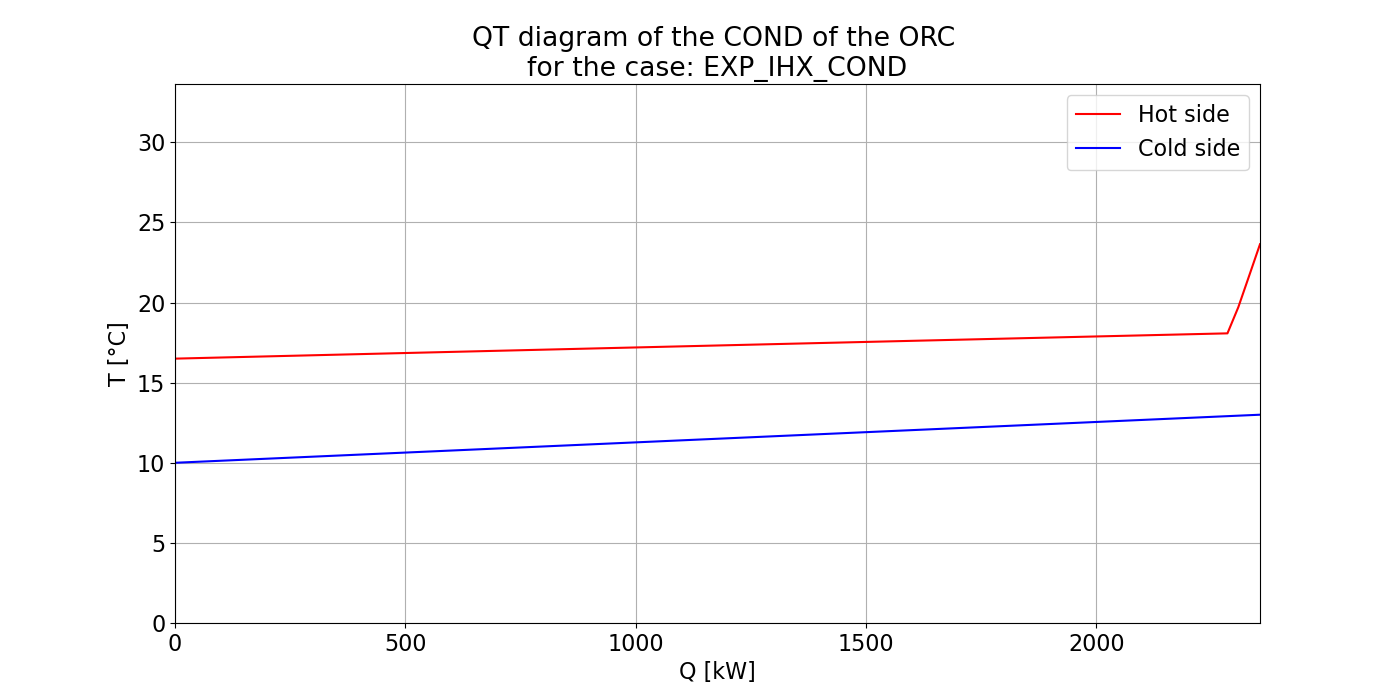 QT diagram of the COND of the ORC
for the case: EXP_IHX_COND
Hot side
Cold side
30
25
20
15
10
5
0
T [°C]
0 500 1000 1500 2000
Q [kW]